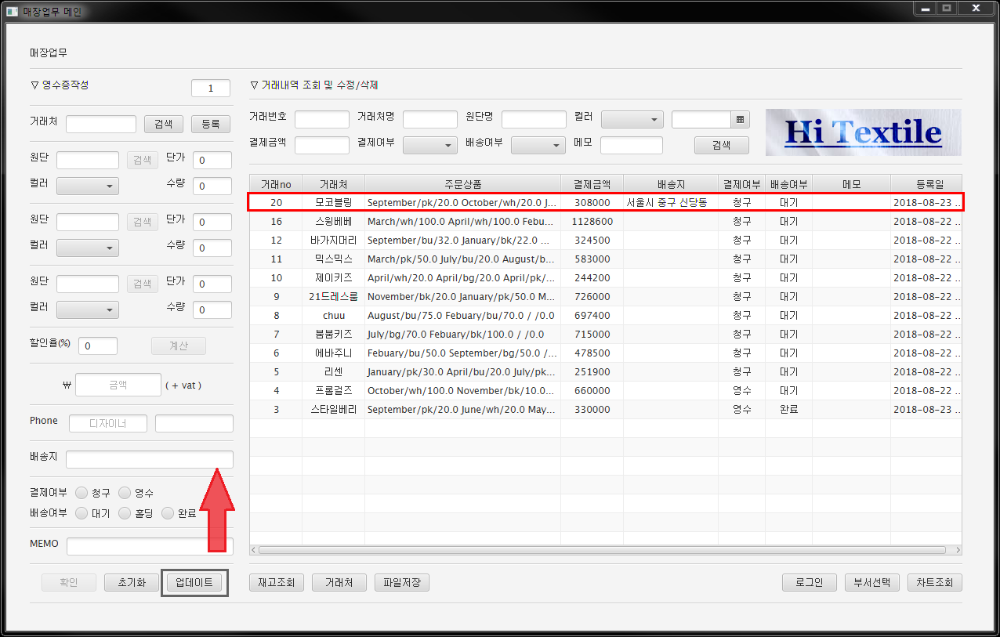 매장업무 메인
매장업무
▽ 영수증작성 1
거래처 검색 등록
원단 검색 단가 0
컬러 수량 0
원단 검색 단가 0
컬러 수량 0
원단 검색 단가 0
컬러 수량 0
할인율(%) 0 계산
₩ 금액 ( + vat )
Phone 디자이너
배송지
결제여부 청구 영수
배송여부 대기 홀딩 완료
MEMO
확인 초기화 업데이트
▽ 거래내역 조회 및 수정/삭제
거래번호 거래처명 원단명 컬러
결제금액 결제여부 배송여부 메모 검색
Hi Textile
거래no 거래처 주문상품 결제금액 배송지 결제여부 배송여부 메모 등록일
20 모코블링 September/pk/20.0 October/wh/20.0 J... 308000 서울시 중구 신당동 청구 대기 2018-08-23 ...
16 스윙베베 March/wh/100.0 April/wh/100.0 Febu... 1128600 청구 대기 2018-08-22 ...
12 바가지머리 September/bu/32.0 January/bk/22.0 ... 324500 청구 대기 2018-08-22 ...
11 믹스믹스 March/pk/50.0 July/bu/20.0 August/b... 583000 청구 대기 2018-08-22 ...
10 제이키즈 April/wh/20.0 April/bg/20.0 April/pk/... 244200 청구 대기 2018-08-22 ...
9 21드레스룸 November/bk/20.0 January/pk/50.0 M... 726000 청구 대기 2018-08-22 ...
8 chuu August/bu/75.0 Febuary/bu/70.0 / /0.0 697400 청구 대기 2018-08-22 ...
7 붐붐키즈 July/bg/70.0 Febuary/bk/100.0 / /0.0 715000 청구 대기 2018-08-22 ...
6 에바주니 Febuary/bu/50.0 September/bg/50.0 /... 478500 청구 대기 2018-08-22 ...
5 리센 January/pk/30.0 April/bu/20.0 July/pk... 251900 청구 대기 2018-08-22 ...
4 프롬걸즈 October/wh/100.0 November/bk/10.0... 660000 영수 대기 2018-08-22 ...
3 스타일베리 September/pk/20.0 June/wh/20.0 May... 330000 영수 완료 2018-08-23 ...
재고조회 거래처 파일저장 로그인 부서선택 차트조회